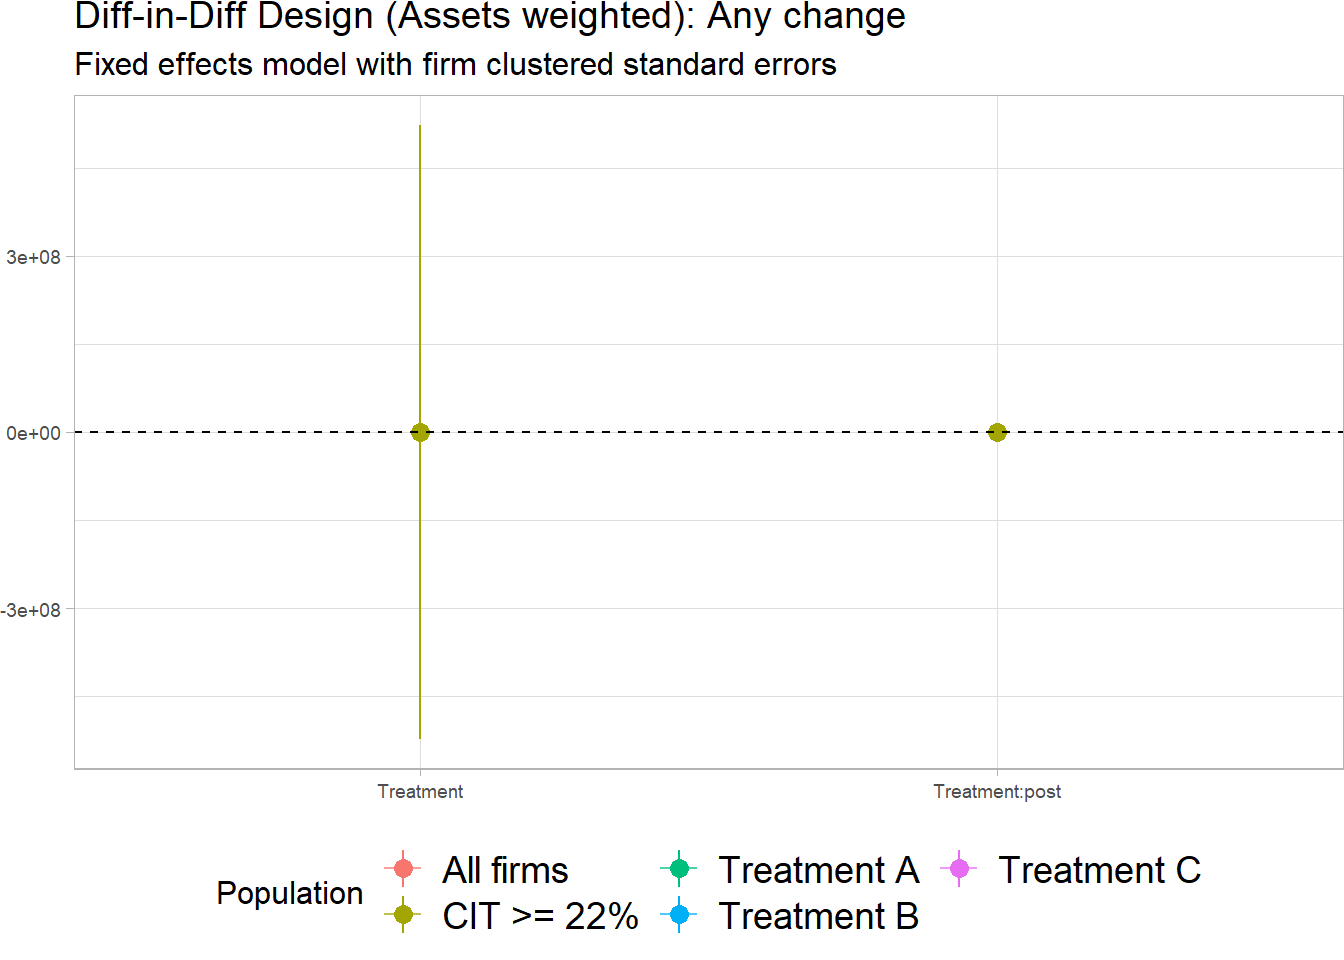 Diff-in-Diff Design (Assets weighted): Any change
Fixed effects model with firm clustered standard errors
3e+08
0e+00
-3e+08
Treatment
Treatment:post
Population
All firms
CIT >= 22%
Treatment A
Treatment B
Treatment C